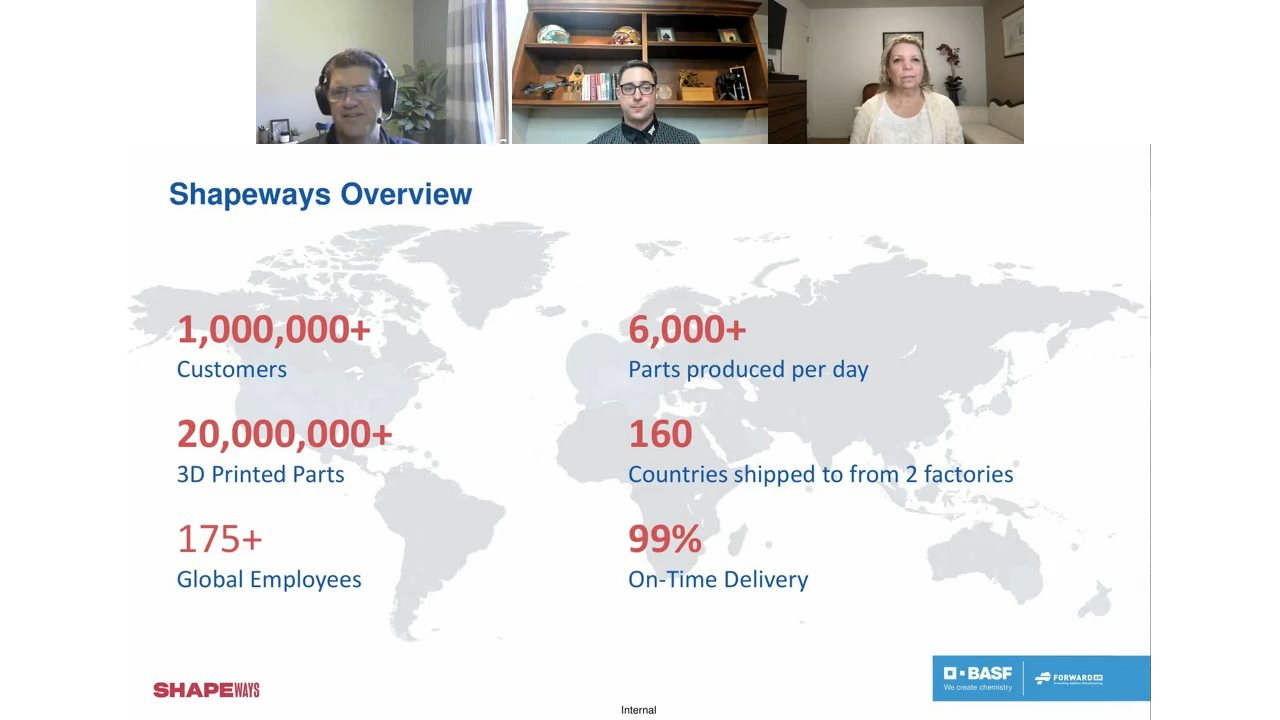 Shapeways Overview
1,000,000+
Customers
20,000,000+
3D Printed Parts
175+
Global Employees
6,000+
Parts produced per day
160
Countries shipped to from 2 factories
99%
On-Time Delivery
SHAPEWAYS
BASF
We create chemistry
FORWARD AM
Internal